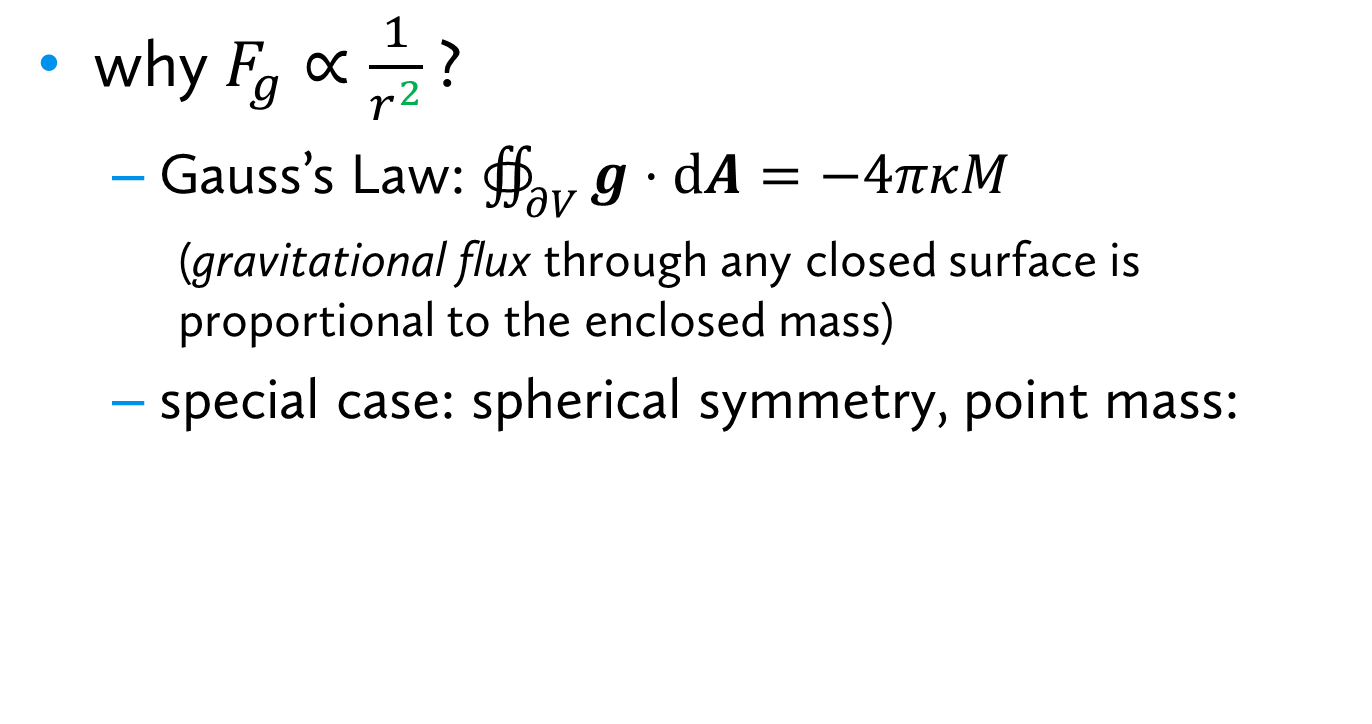 • why F_g ∝ 1/r² ?
– Gauss’s Law: ∯_∂V g · dA = −4πκM
(gravitational flux through any closed surface is
proportional to the enclosed mass)
– special case: spherical symmetry, point mass: